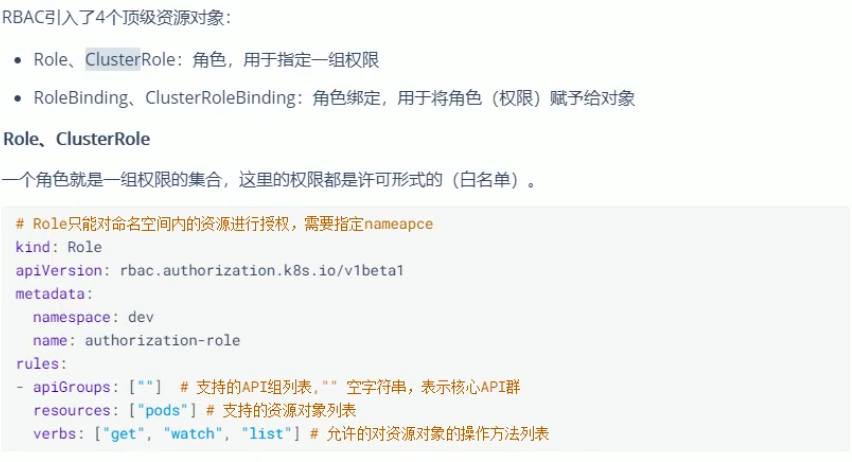 RBAC引入了4个顶级资源对象：
• Role、ClusterRole：角色，用于指定一组权限
• RoleBinding、ClusterRoleBinding：角色绑定，用于将角色（权限）赋予给对象
Role、ClusterRole
一个角色就是一组权限的集合，这里的权限都是许可形式的（白名单）。
# Role只能对命名空间内的资源进行授权，需要指定nameapce
kind: Role
apiVersion: rbac.authorization.k8s.io/v1beta1
metadata:
  namespace: dev
  name: authorization-role
rules:
- apiGroups: [""]  # 支持的API组列表,"" 空字符串，表示核心API群
  resources: ["pods"] # 支持的资源对象列表
  verbs: ["get", "watch", "list"] # 允许的对资源对象的操作方法列表